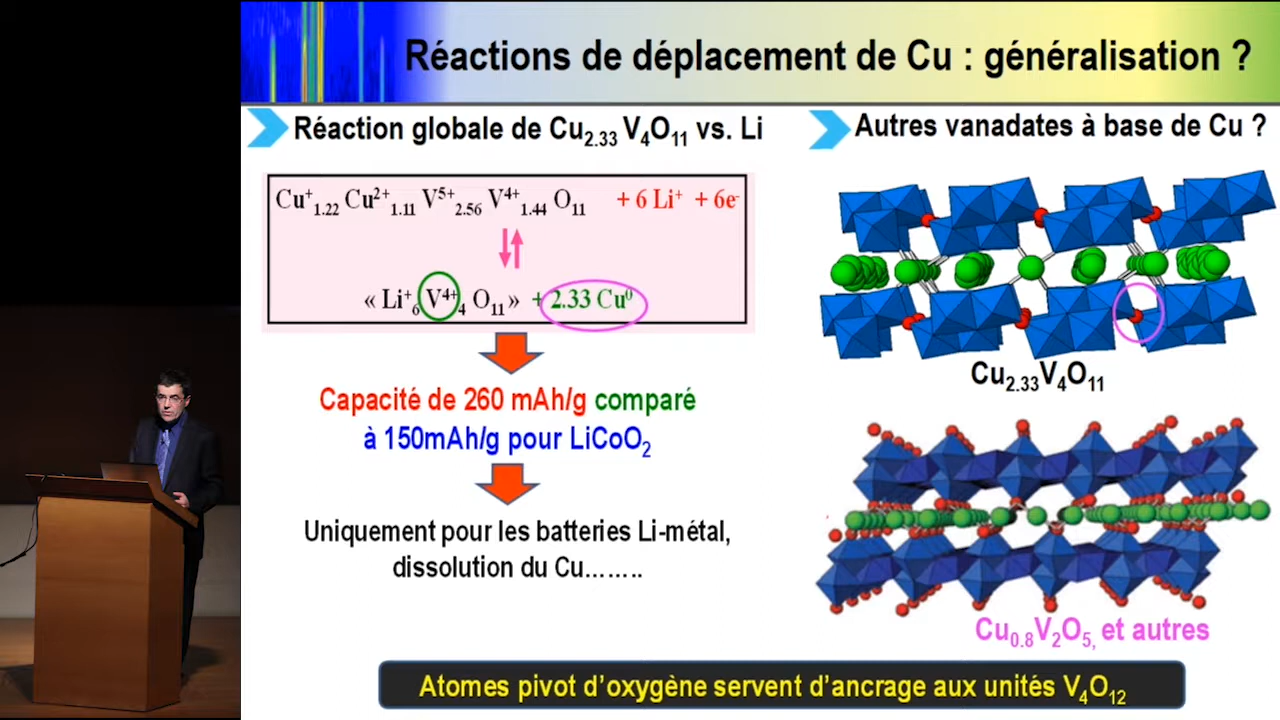 Réactions de déplacement de Cu : généralisation ?
Réaction globale de Cu2.33 V4O11 vs. Li
Cu+1.22 Cu2+1.11 V5+2.56 V4+1.44 O11 + 6 Li+ + 6e-
« Li+6 V4+4 O11 » + 2.33 Cu0
Capacité de 260 mAh/g comparé
à 150mAh/g pour LiCoO2
Uniquement pour les batteries Li-métal,
dissolution du Cu……..
Autres vanadates à base de Cu ?
Cu2.33V4O11
Cu0.8V2O5, et autres
Atomes pivot d’oxygène servent d’ancrage aux unités V4O12